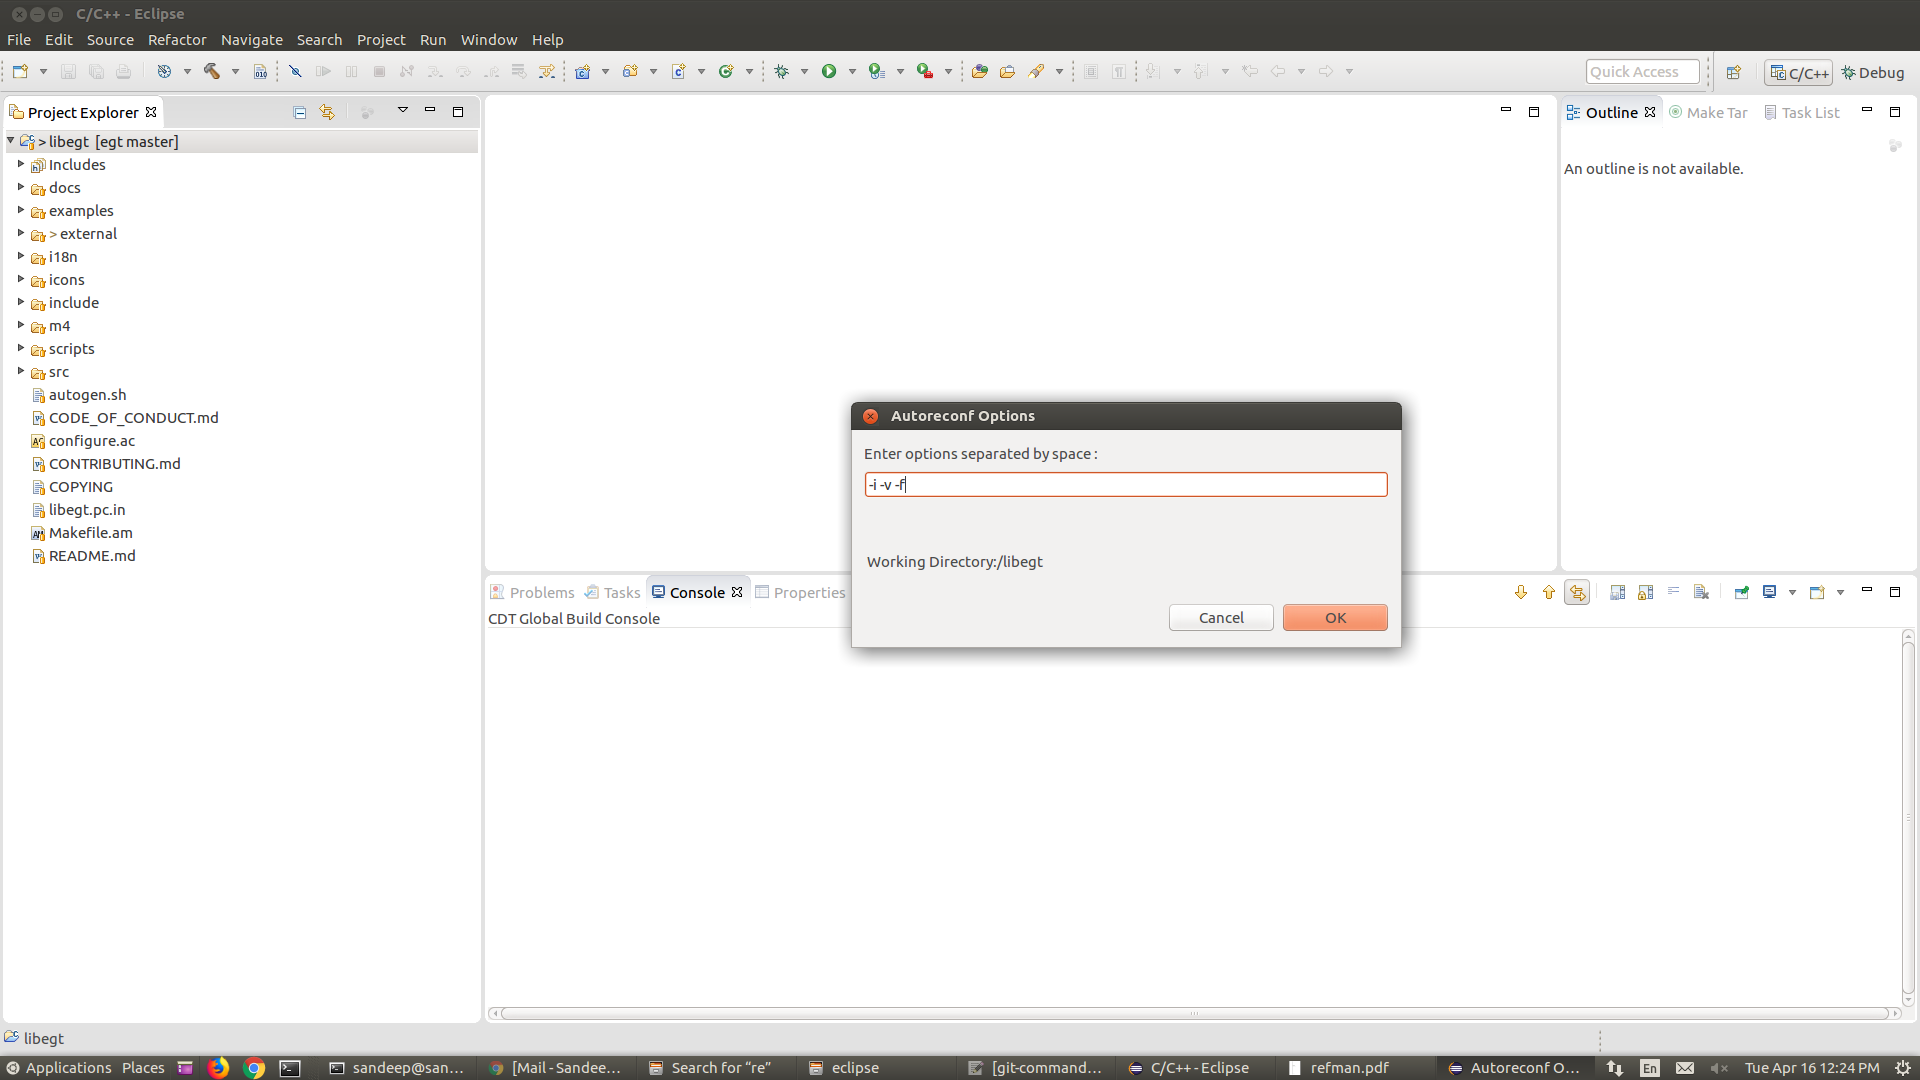 C/C++ - Eclipse
File Edit Source Refactor Navigate Search Project Run Window Help
Quick Access C/C++ Debug
Project Explorer
> libegt [egt master]
Includes
docs
examples
> external
i18n
icons
include
m4
scripts
src
autogen.sh
CODE_OF_CONDUCT.md
configure.ac
CONTRIBUTING.md
COPYING
libegt.pc.in
Makefile.am
README.md
Outline Make Tar Task List
An outline is not available.
Autoreconf Options
Enter options separated by space :
-i -v -f
Working Directory:/libegt
Cancel OK
Problems Tasks Console Properties
CDT Global Build Console
libegt
Applications Places sandeep@san... [Mail - Sandee... Search for “re” eclipse [git-command... C/C++ - Eclipse refman.pdf Autoreconf O... En Tue Apr 16 12:24 PM